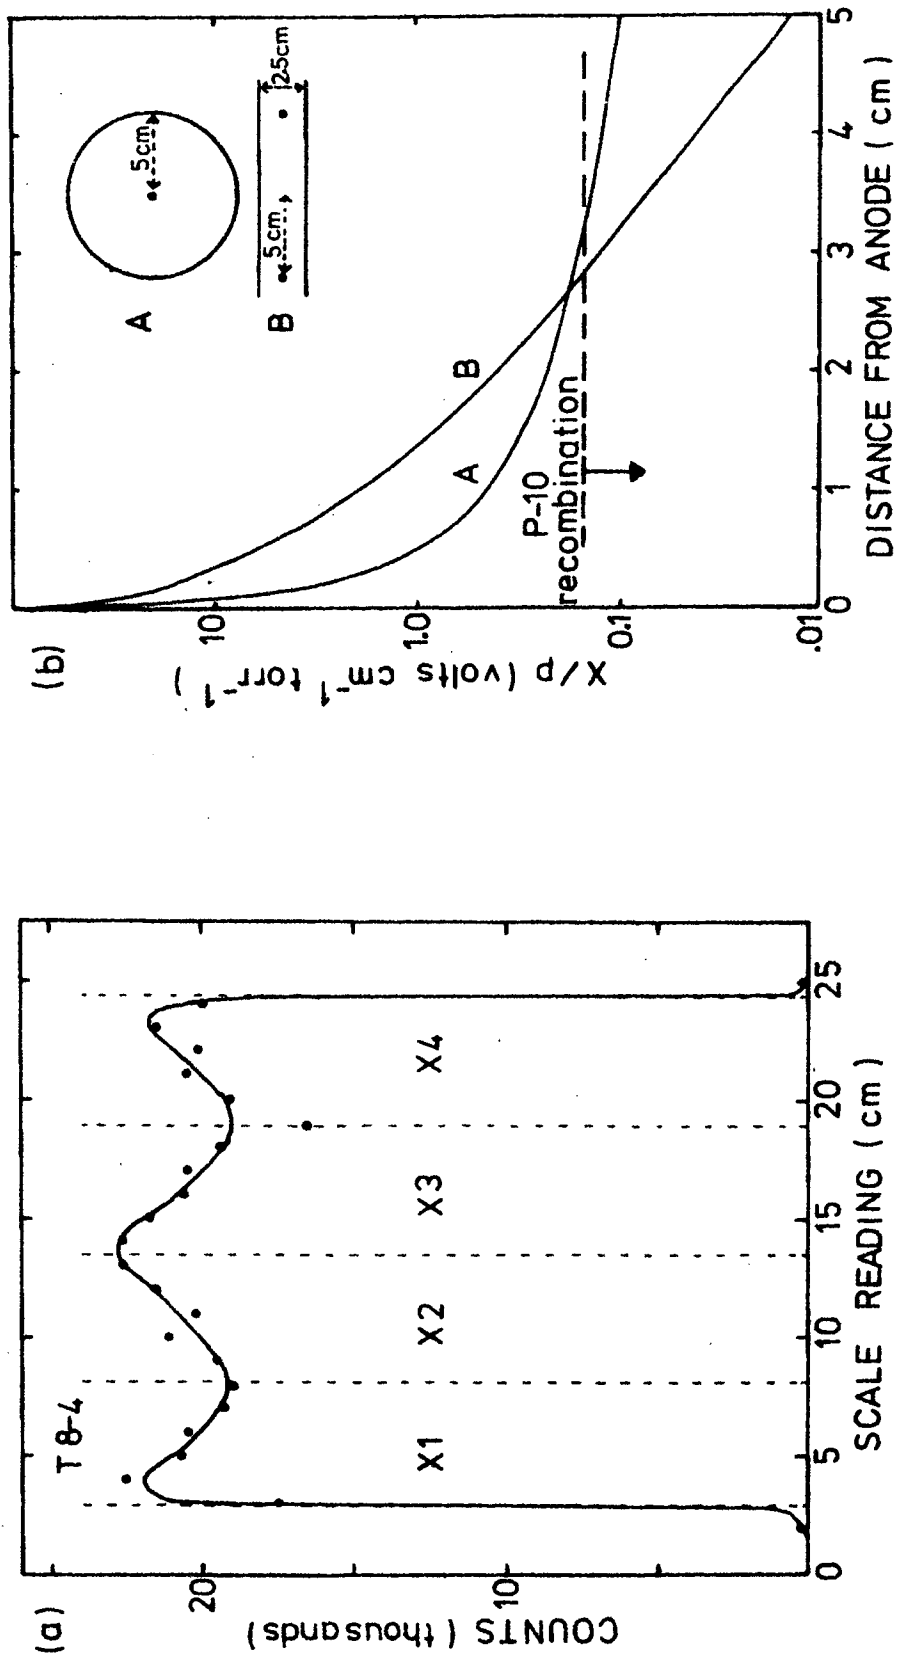 (a)
T 8-4
COUNTS ( thousands)
20
10
X1
X2
X3
X4
0
5
10
15
20
25
SCALE READING ( cm )
(b)
X/p ( volts cm⁻¹ torr⁻¹ )
10
1.0
0.1
.01
A
5cm
B
5cm
2.5cm
A
B
P-10
recombination
0
1
2
3
4
5
DISTANCE FROM ANODE ( cm )